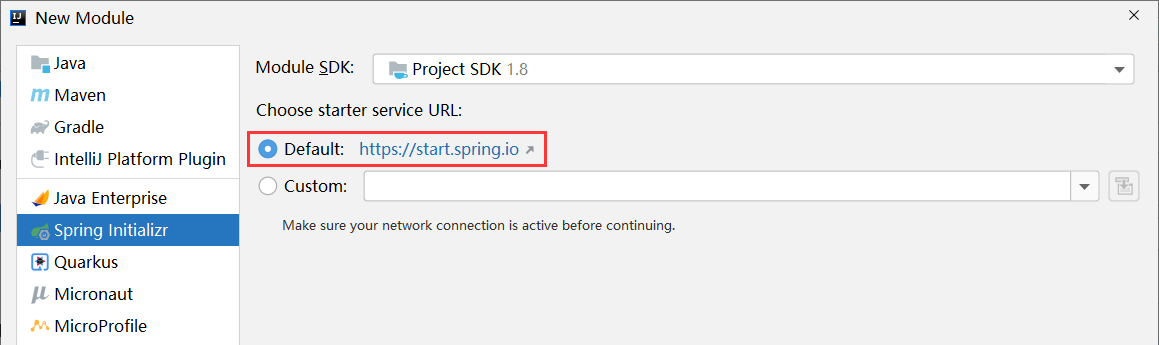 New Module
Java
Maven
Gradle
IntelliJ Platform Plugin
Java Enterprise
Spring Initializr
Quarkus
Micronaut
MicroProfile
Module SDK: Project SDK 1.8
Choose starter service URL:
Default: https://start.spring.io
Custom:
Make sure your network connection is active before continuing.